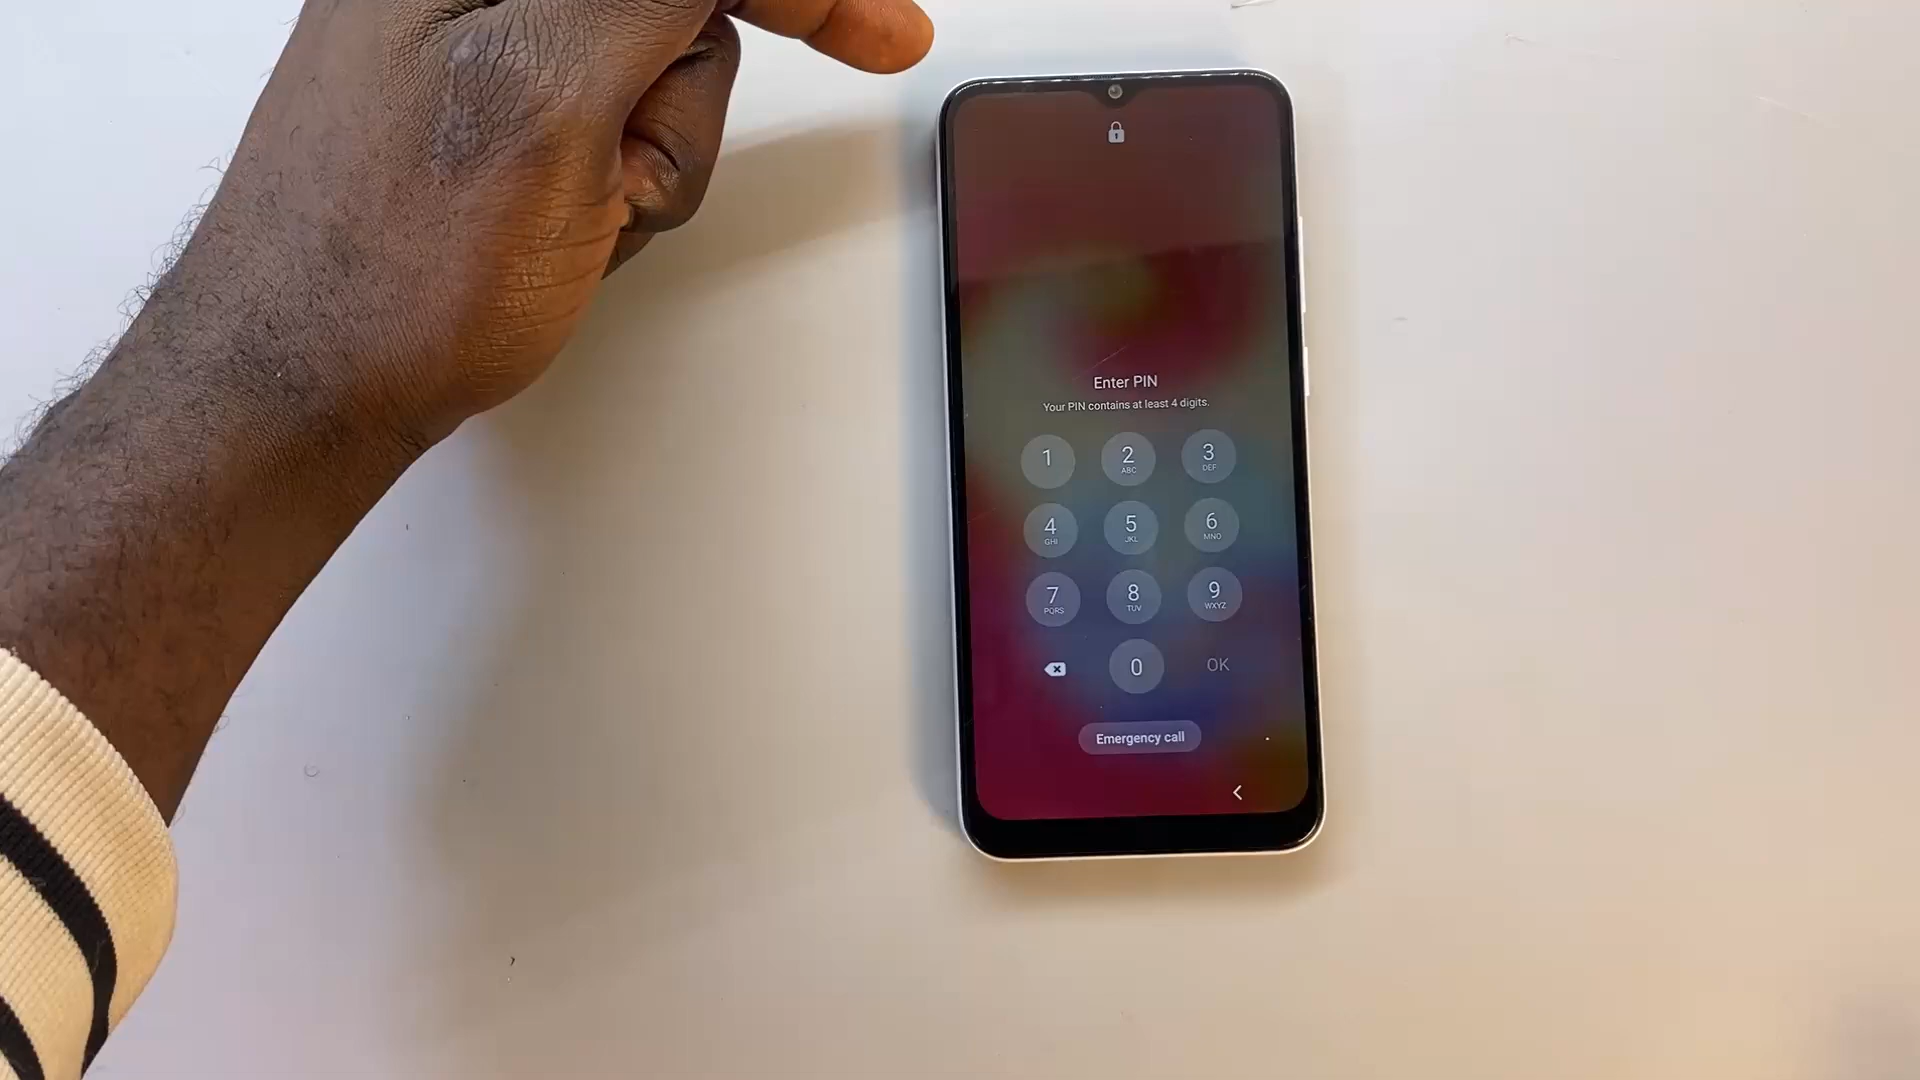 Enter PIN
Your PIN contains at least 4 digits.
1 2 ABC 3 DEF
4 GHI 5 JKL 6 MNO
7 PQRS 8 TUV 9 WXYZ
0 OK
Emergency call